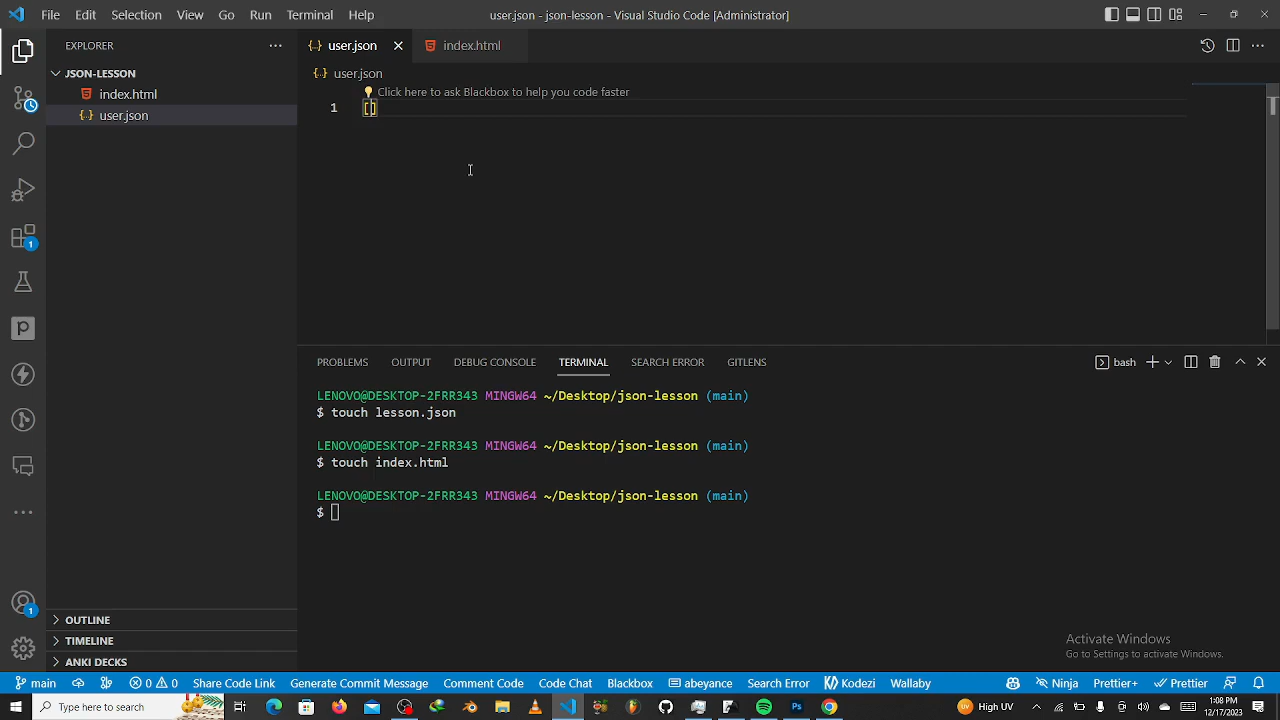 File Edit Selection View Go Run Terminal Help
user.json - json-lesson - Visual Studio Code [Administrator]
EXPLORER
JSON-LESSON
index.html
user.json
OUTLINE
TIMELINE
ANKI DECKS
user.json
index.html
user.json
Click here to ask Blackbox to help you code faster
1 []
PROBLEMS OUTPUT DEBUG CONSOLE TERMINAL SEARCH ERROR GITLENS
bash
LENOVO@DESKTOP-2FRR343 MINGW64 ~/Desktop/json-lesson (main)
$ touch lesson.json
LENOVO@DESKTOP-2FRR343 MINGW64 ~/Desktop/json-lesson (main)
$ touch index.html
LENOVO@DESKTOP-2FRR343 MINGW64 ~/Desktop/json-lesson (main)
$
1
1
Activate Windows
Go to Settings to activate Windows.
main 0 0 Share Code Link Generate Commit Message Comment Code Code Chat Blackbox abeyance Search Error Kodezi Wallaby Ninja Prettier+ Prettier
Type here to search
High UV
1:08 PM
12/17/2023